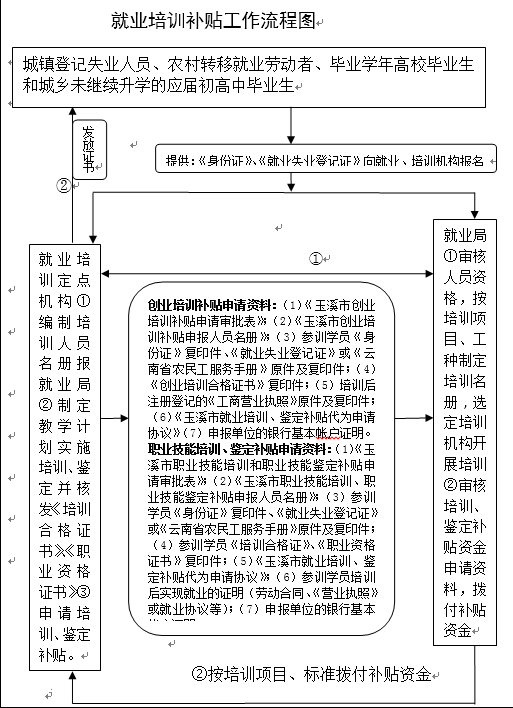 就业培训补贴工作流程图
城镇登记失业人员、农村转移就业劳动者、毕业学年高校毕业生
和城乡未继续升学的应届初高中毕业生
发放证书
提供：《身份证》、《就业失业登记证》向就业、培训机构报名
②
①
就业培
训定点
机构①
编制培
训人员
名册报
就业局
②制定
教学计
划实施
培训、鉴
定并核
发《培训
合格证
书》《职
业资格
证书》③
申请培
训、鉴定
补贴。
创业培训补贴申请资料：（1）《玉溪市创业
培训补贴申请审批表》；（2）《玉溪市创业培训
补贴申报人员名册》；（3）参训学员《身
份证》复印件、《就业失业登记证》或《云
南省农民工服务手册》原件及复印件；（4）
《创业培训合格证书》复印件；（5）培训后
注册登记的《工商营业执照》原件及复印件；
（6）《玉溪市就业培训、鉴定补贴代为申请
协议》（7）申报单位的银行基本帐户证明。
职业技能培训、鉴定补贴申请资料：（1）《玉
溪市职业技能培训和职业技能鉴定补贴申
请审批表；（2）《玉溪市职业技能培训、职
业技能鉴定补贴申报人员名册》；（3）参训
学员《身份证》复印件、《就业失业登记证》
或《云南省农民工服务手册》原件及复印件；
（4）参训学员《培训合格证》、《职业资格
证书》复印件；（5）《玉溪市就业培训、鉴
定补贴代为申请协议》；（6）参训学员培训
后实现就业的证明（劳动合同、《营业执照》
或就业协议等）；（7）申报单位的银行基本
就业局
①审核
人员资
格，按
培训项
目、工
种制定
培训名
册，选
定培训
机构开
展培训
②审核
培训、
鉴定补
贴资金
申请资
料，拨
付补贴
资金
②按培训项目、标准拨付补贴资金